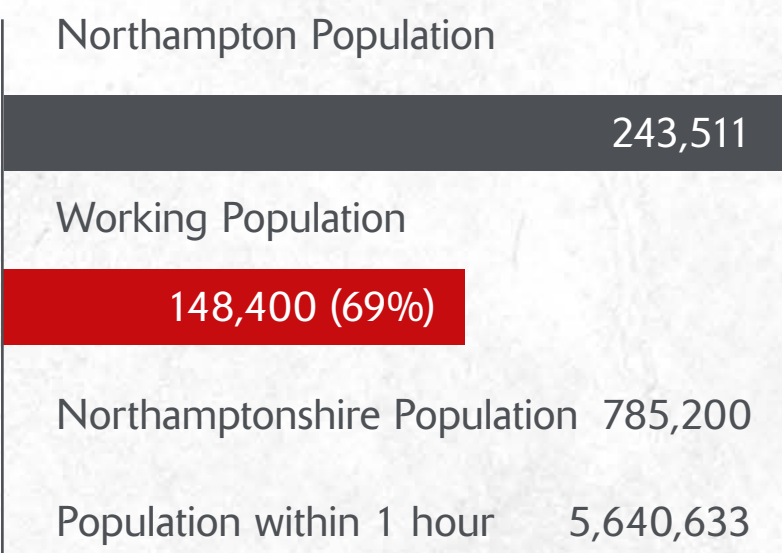 Northampton Population
243,511
Working Population
148,400 (69%)
Northamptonshire Population 785,200
Population within 1 hour 5,640,633